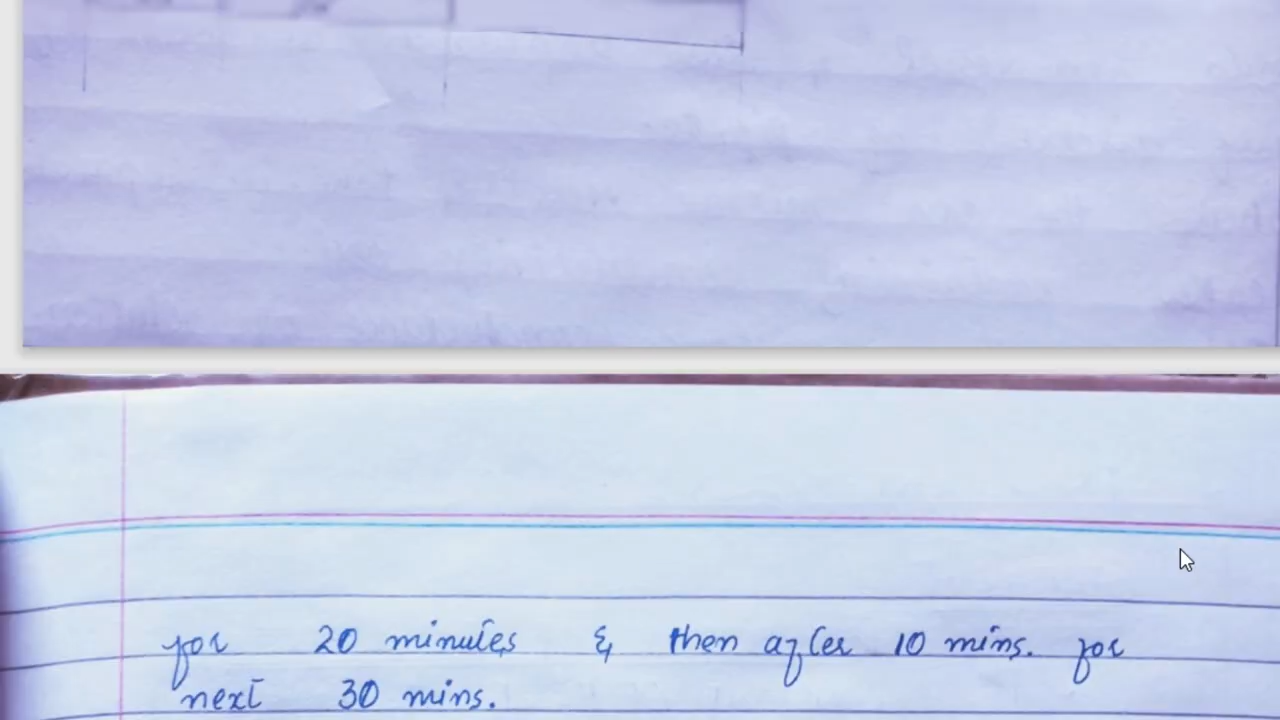 for 20 minutes & then after 10 mins. for
next 30 mins.